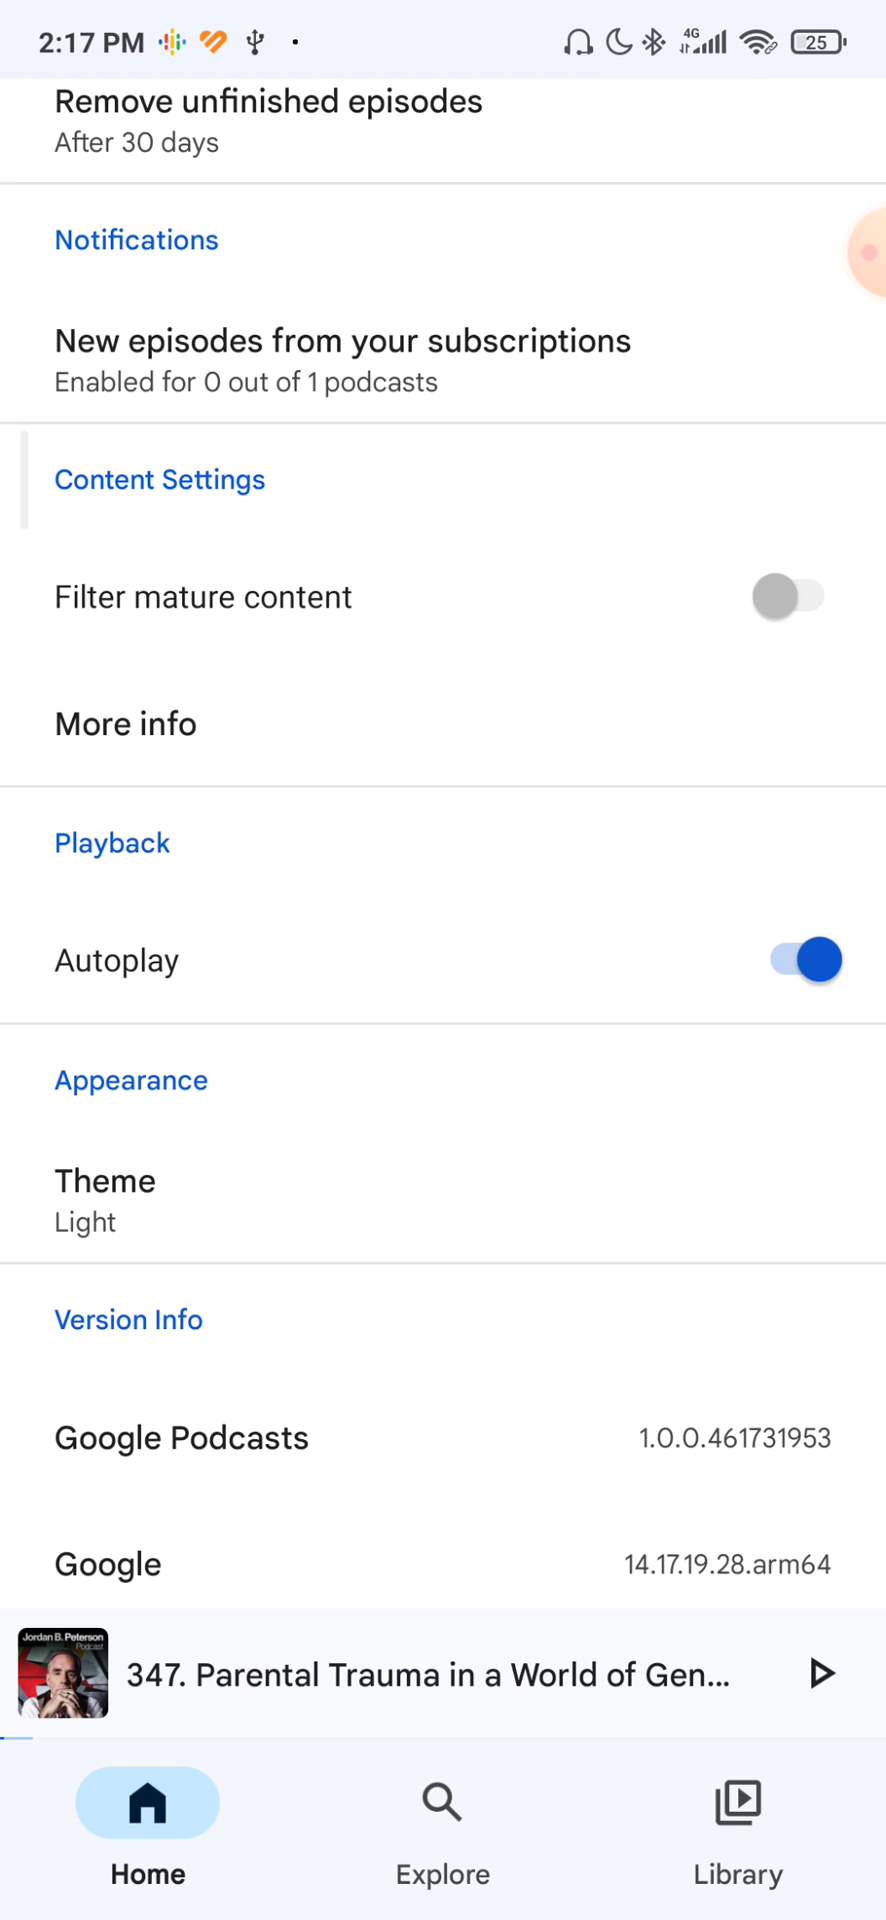 2:17 PM
4G
25
Remove unfinished episodes
After 30 days
Notifications
New episodes from your subscriptions
Enabled for 0 out of 1 podcasts
Content Settings
Filter mature content
More info
Playback
Autoplay
Appearance
Theme
Light
Version Info
Google Podcasts
1.0.0.461731953
Google
14.17.19.28.arm64
Jordan B. Peterson
Podcast
347. Parental Trauma in a World of Gen...
Home
Explore
Library